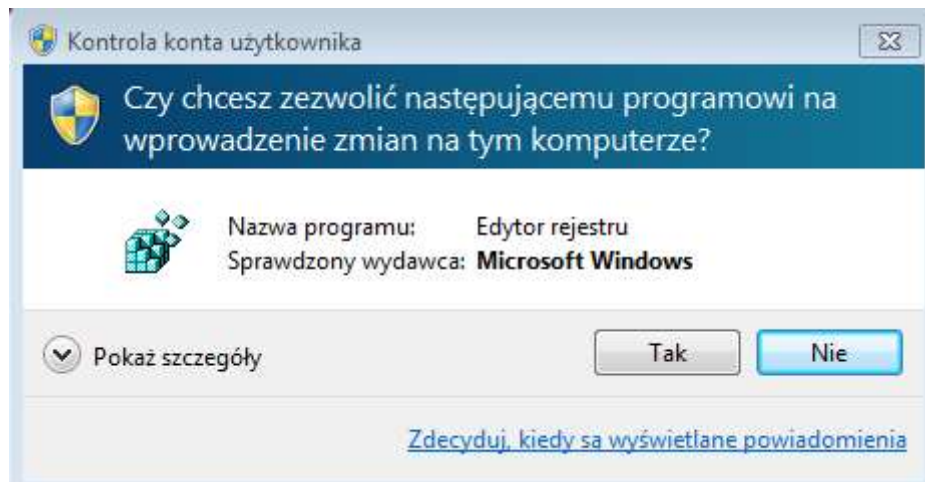 Kontrola konta użytkownika
Czy chcesz zezwolić następującemu programowi na
wprowadzenie zmian na tym komputerze?
Nazwa programu: Edytor rejestru
Sprawdzony wydawca: Microsoft Windows
Pokaż szczegóły Tak Nie
Zdecyduj, kiedy są wyświetlane powiadomienia